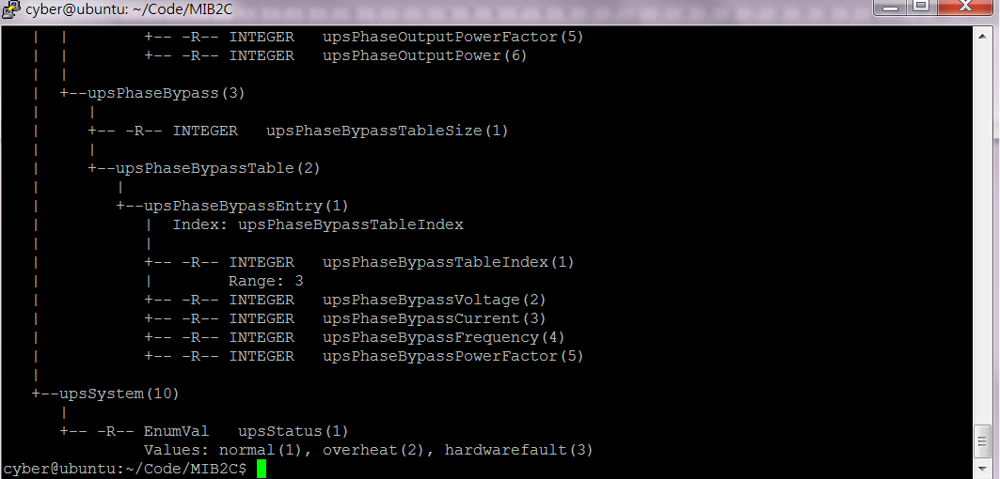 cyber@ubuntu: ~/Code/MIB2C
|  |        +-- -R-- INTEGER   upsPhaseOutputPowerFactor(5)
|  |        +-- -R-- INTEGER   upsPhaseOutputPower(6)
|  |
|  +--upsPhaseBypass(3)
|     |
|     +-- -R-- INTEGER   upsPhaseBypassTableSize(1)
|     |
|     +--upsPhaseBypassTable(2)
|        |
|        +--upsPhaseBypassEntry(1)
|           |  Index: upsPhaseBypassTableIndex
|           |
|           +-- -R-- INTEGER   upsPhaseBypassTableIndex(1)
|           |        Range: 3
|           +-- -R-- INTEGER   upsPhaseBypassVoltage(2)
|           +-- -R-- INTEGER   upsPhaseBypassCurrent(3)
|           +-- -R-- INTEGER   upsPhaseBypassFrequency(4)
|           +-- -R-- INTEGER   upsPhaseBypassPowerFactor(5)
|
+--upsSystem(10)
   |
   +-- -R-- EnumVal   upsStatus(1)
            Values: normal(1), overheat(2), hardwarefault(3)
cyber@ubuntu:~/Code/MIB2C$